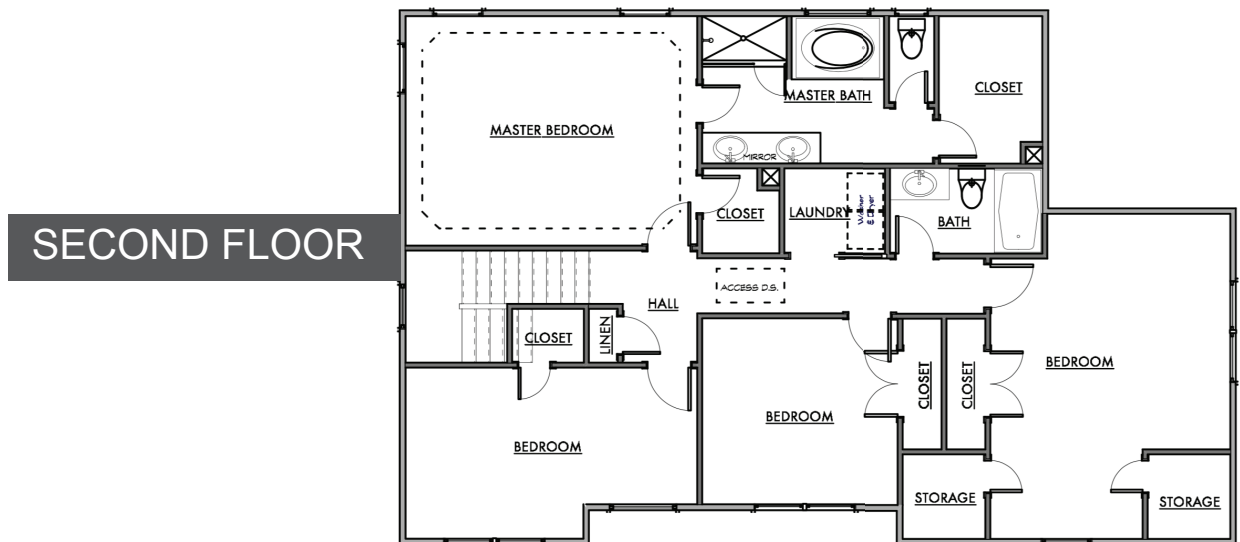 SECOND FLOOR
MASTER BEDROOM
MASTER BATH
MIRROR
CLOSET
CLOSET
LAUNDRY
Washer
& Dryer
BATH
HALL
ACCESS D.S.
CLOSET
LINEN
BEDROOM
BEDROOM
CLOSET
CLOSET
BEDROOM
STORAGE
STORAGE